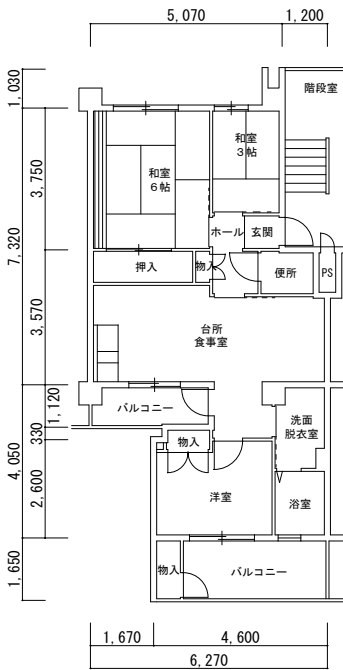 5,070
1,200
1,030
階段室
和室
6帖
和室
3帖
3,750
ホール
玄関
7,320
押入
物入
便所
PS
3,570
台所
食事室
1,120
バルコニー
洗面
脱衣室
330
物入
4,050
2,600
洋室
浴室
物入
バルコニー
1,650
1,670
4,600
6,270